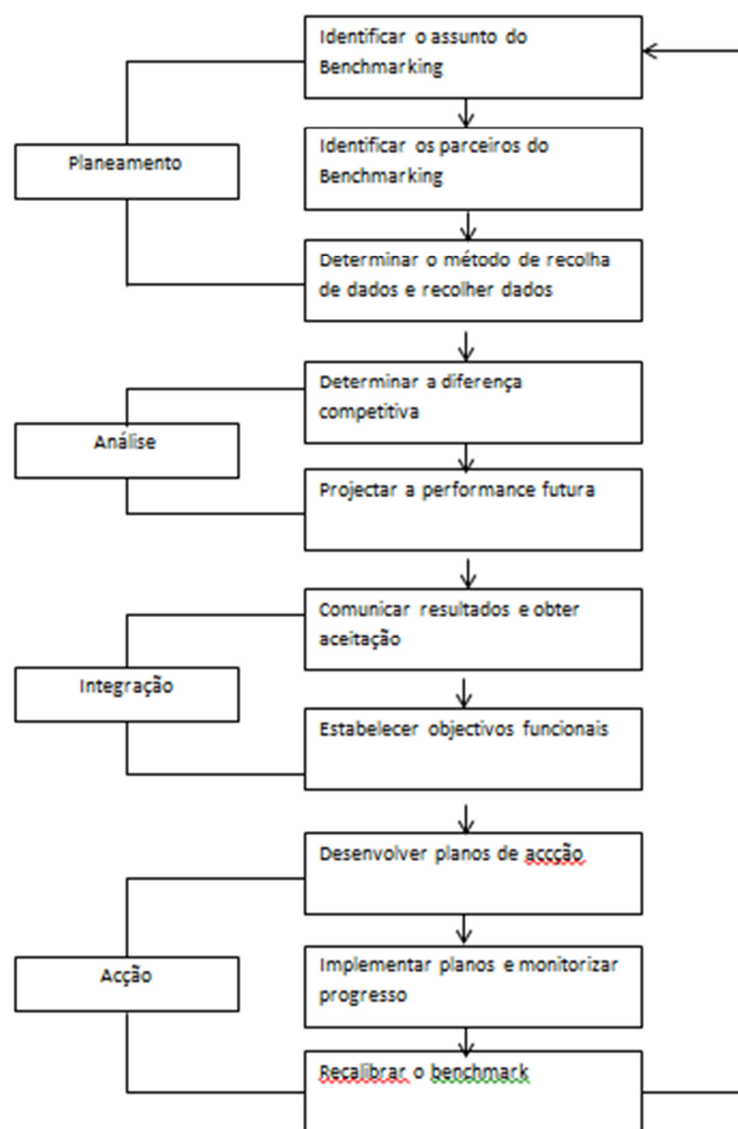 Identificar o assunto do
Benchmarking
Planeamento
Identificar os parceiros do
Benchmarking
Determinar o método de recolha
de dados e recolher dados
Determinar a diferença
competitiva
Análise
Projectar a performance futura
Comunicar resultados e obter
aceitação
Integração
Estabelecer objectivos funcionais
Desenvolver planos de accção
Acção
Implementar planos e monitorizar
progresso
Recalibrar o benchmark